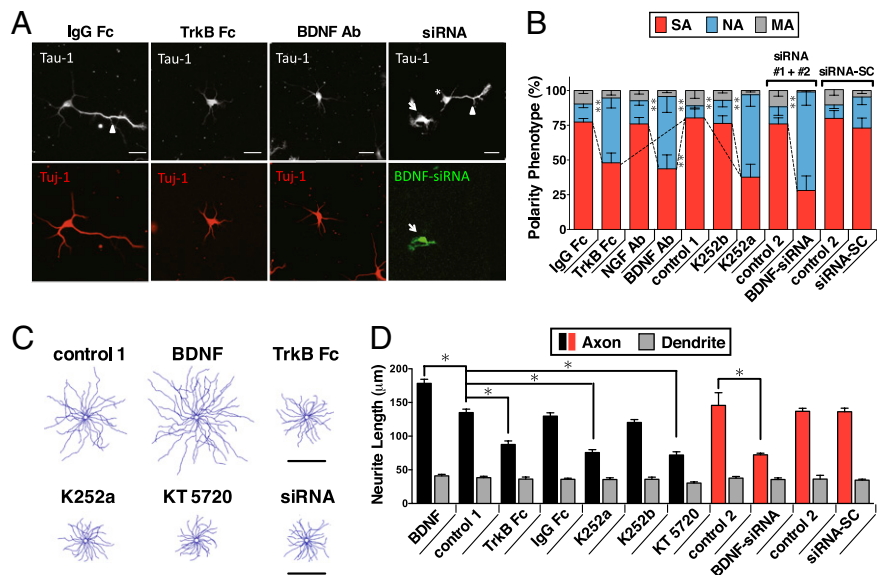 A
IgG Fc TrkB Fc BDNF Ab siRNA
Tau-1 Tau-1 Tau-1 Tau-1
*
Tuj-1 Tuj-1 Tuj-1 BDNF-siRNA
B
SA NA MA
siRNA
#1 + #2 siRNA-SC
Polarity Phenotype (%)
100
75
50
25
0
** ** ** ** ** ** **
IgG Fc TrkB Fc NGF Ab BDNF Ab control 1 K252b K252a control 2 BDNF-siRNA control 2 siRNA-SC
C
control 1 BDNF TrkB Fc
K252a KT 5720 siRNA
D
Axon Dendrite
Neurite Length (μm)
200
150
100
50
0
* * * * *
BDNF control 1 TrkB Fc IgG Fc K252a K252b KT 5720 control 2 BDNF-siRNA control 2 siRNA-SC